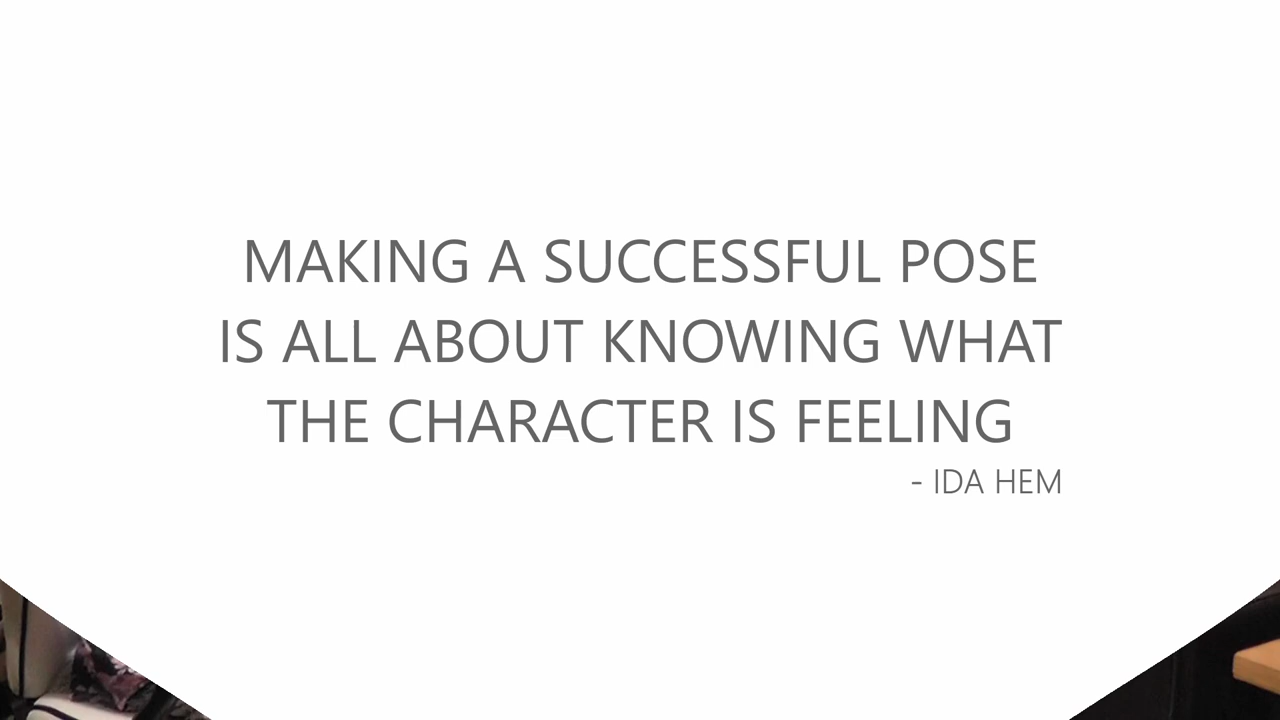 MAKING A SUCCESSFUL POSE
IS ALL ABOUT KNOWING WHAT
THE CHARACTER IS FEELING
- IDA HEM